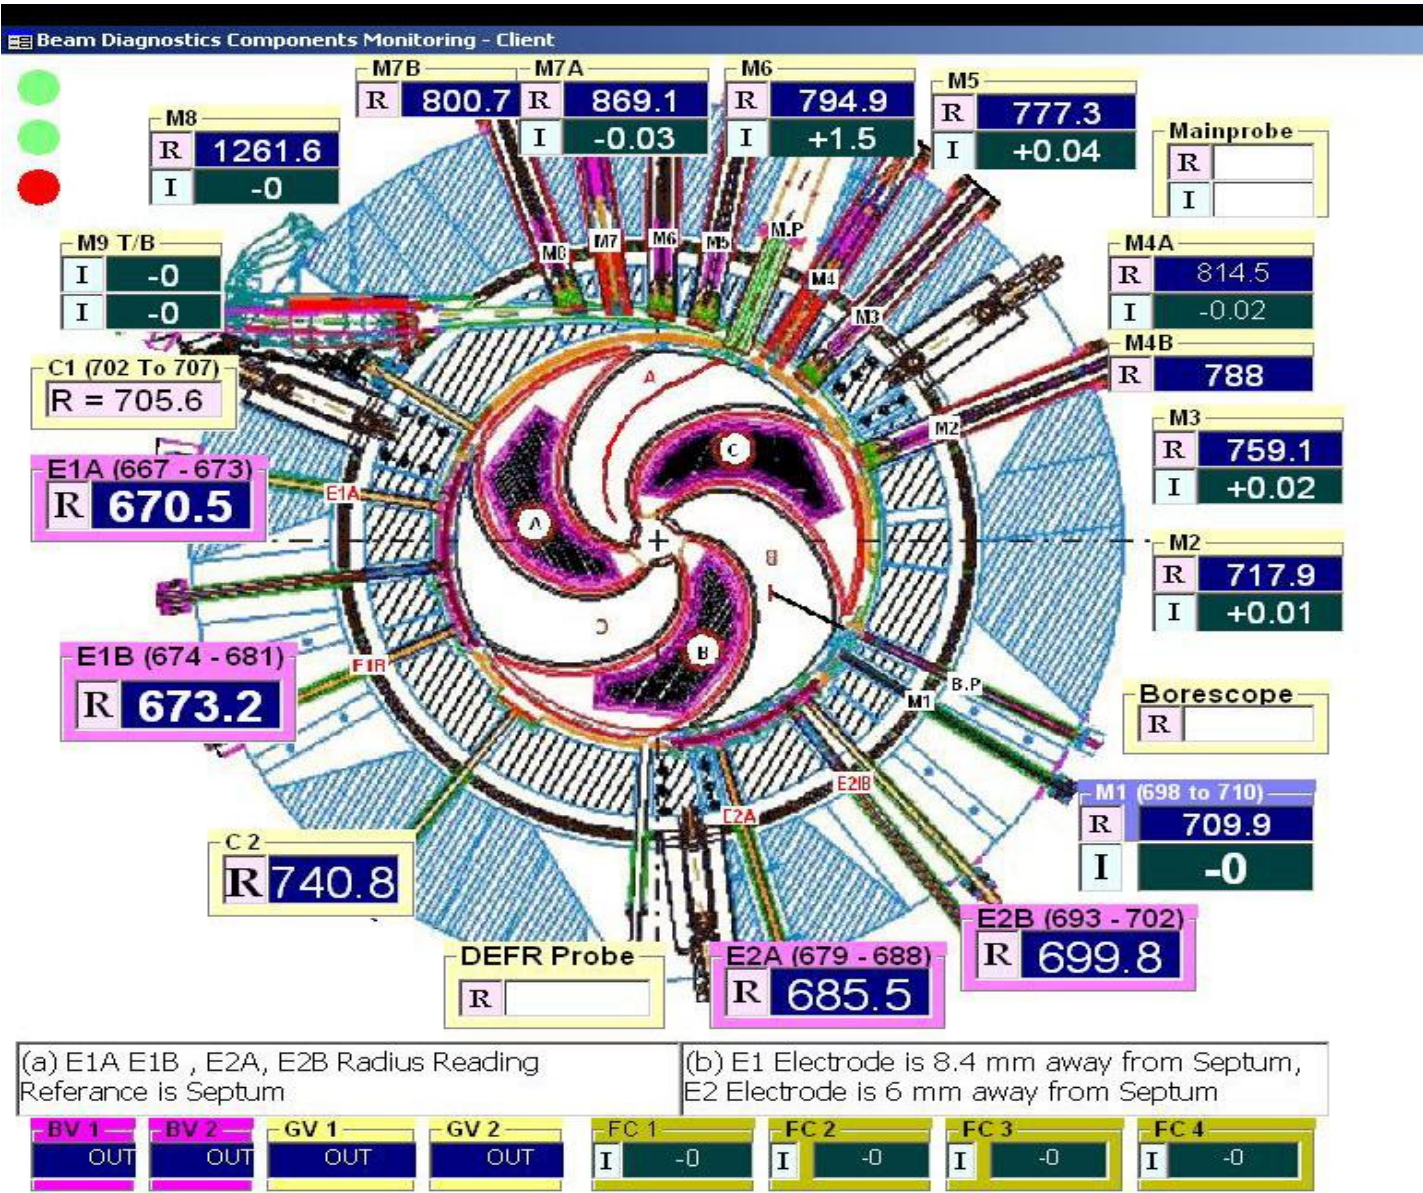 Beam Diagnostics Components Monitoring - Client
M7B
R 800.7
M7A
R 869.1
I -0.03
M6
R 794.9
I +1.5
M5
R 777.3
I +0.04
M8
R 1261.6
I -0
Mainprobe
R
I
M9 T/B
I -0
I -0
M4A
R 814.5
I -0.02
M4B
R 788
C1 (702 To 707)
R = 705.6
M3
R 759.1
I +0.02
E1A (667 - 673)
R 670.5
M2
R 717.9
I +0.01
E1B (674 - 681)
R 673.2
Borescope
R
M1 (698 to 710)
R 709.9
I -0
C 2
R 740.8
E2B (693 - 702)
R 699.8
DEFR Probe
R
E2A (679 - 688)
R 685.5
M8
M7
M6
M5
M.P
M4
M3
M2
A
C
E1A
A
B
C
B
E1B
B.P
M1
E2B
E2A
(a) E1A E1B , E2A, E2B Radius Reading
Referance is Septum
(b) E1 Electrode is 8.4 mm away from Septum,
E2 Electrode is 6 mm away from Septum
BV 1
OUT
BV 2
OUT
GV 1
OUT
GV 2
OUT
FC 1
I -0
FC 2
I -0
FC 3
I -0
FC 4
I -0